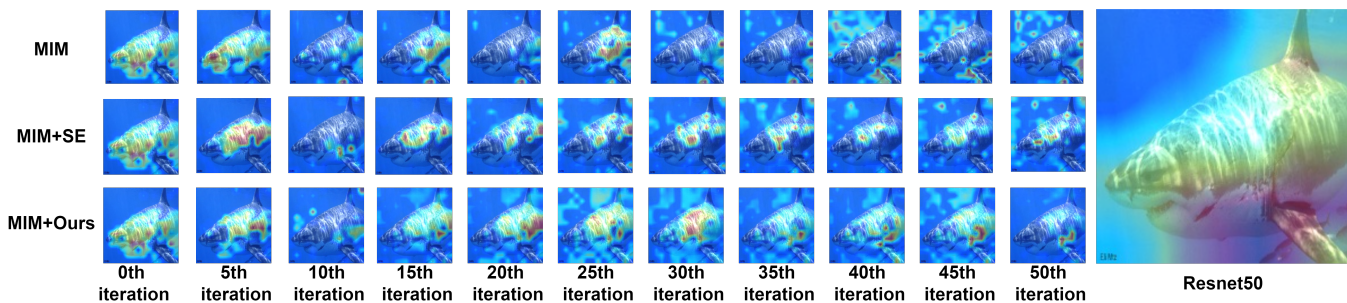 MIM
MIM+SE
MIM+Ours
0th iteration
5th iteration
10th iteration
15th iteration
20th iteration
25th iteration
30th iteration
35th iteration
40th iteration
45th iteration
50th iteration
Resnet50